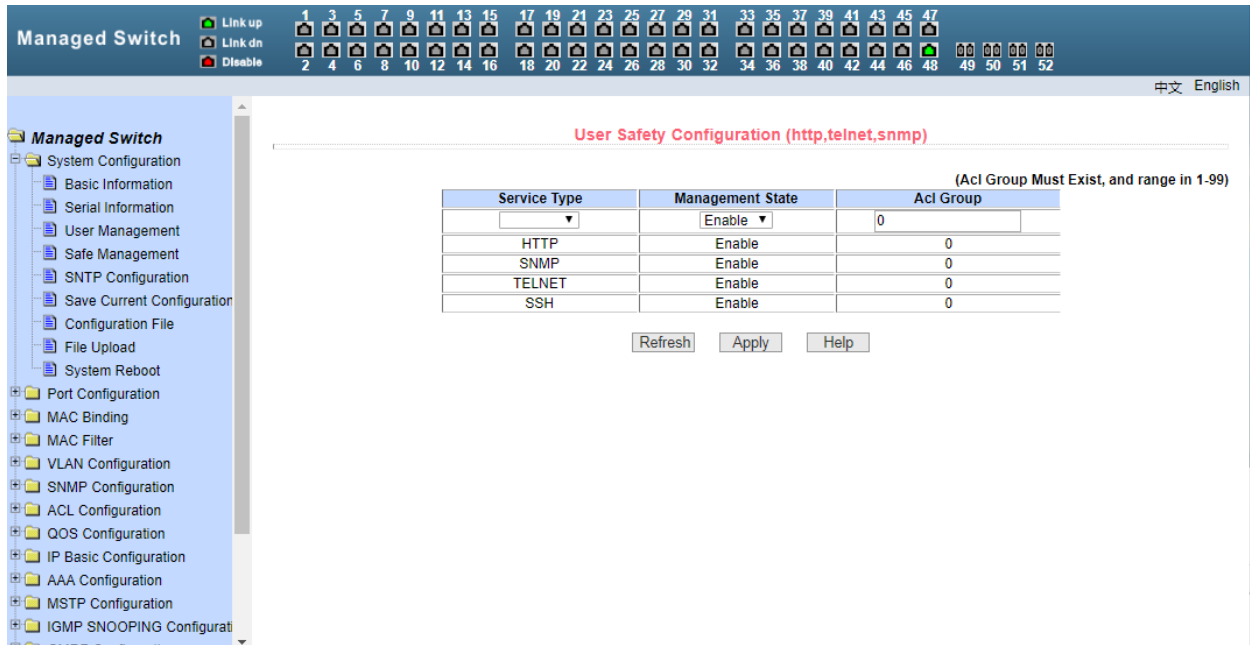 Managed Switch
Link up
Link dn
Disable
1 3 5 7 9 11 13 15 17 19 21 23 25 27 29 31 33 35 37 39 41 43 45 47
2 4 6 8 10 12 14 16 18 20 22 24 26 28 30 32 34 36 38 40 42 44 46 48 49 50 51 52
中文 English
Managed Switch
System Configuration
Basic Information
Serial Information
User Management
Safe Management
SNTP Configuration
Save Current Configuration
Configuration File
File Upload
System Reboot
Port Configuration
MAC Binding
MAC Filter
VLAN Configuration
SNMP Configuration
ACL Configuration
QOS Configuration
IP Basic Configuration
AAA Configuration
MSTP Configuration
IGMP SNOOPING Configurati
User Safety Configuration (http,telnet,snmp)
(Acl Group Must Exist, and range in 1-99)
Service Type Management State Acl Group
Enable 0
HTTP Enable 0
SNMP Enable 0
TELNET Enable 0
SSH Enable 0
Refresh Apply Help